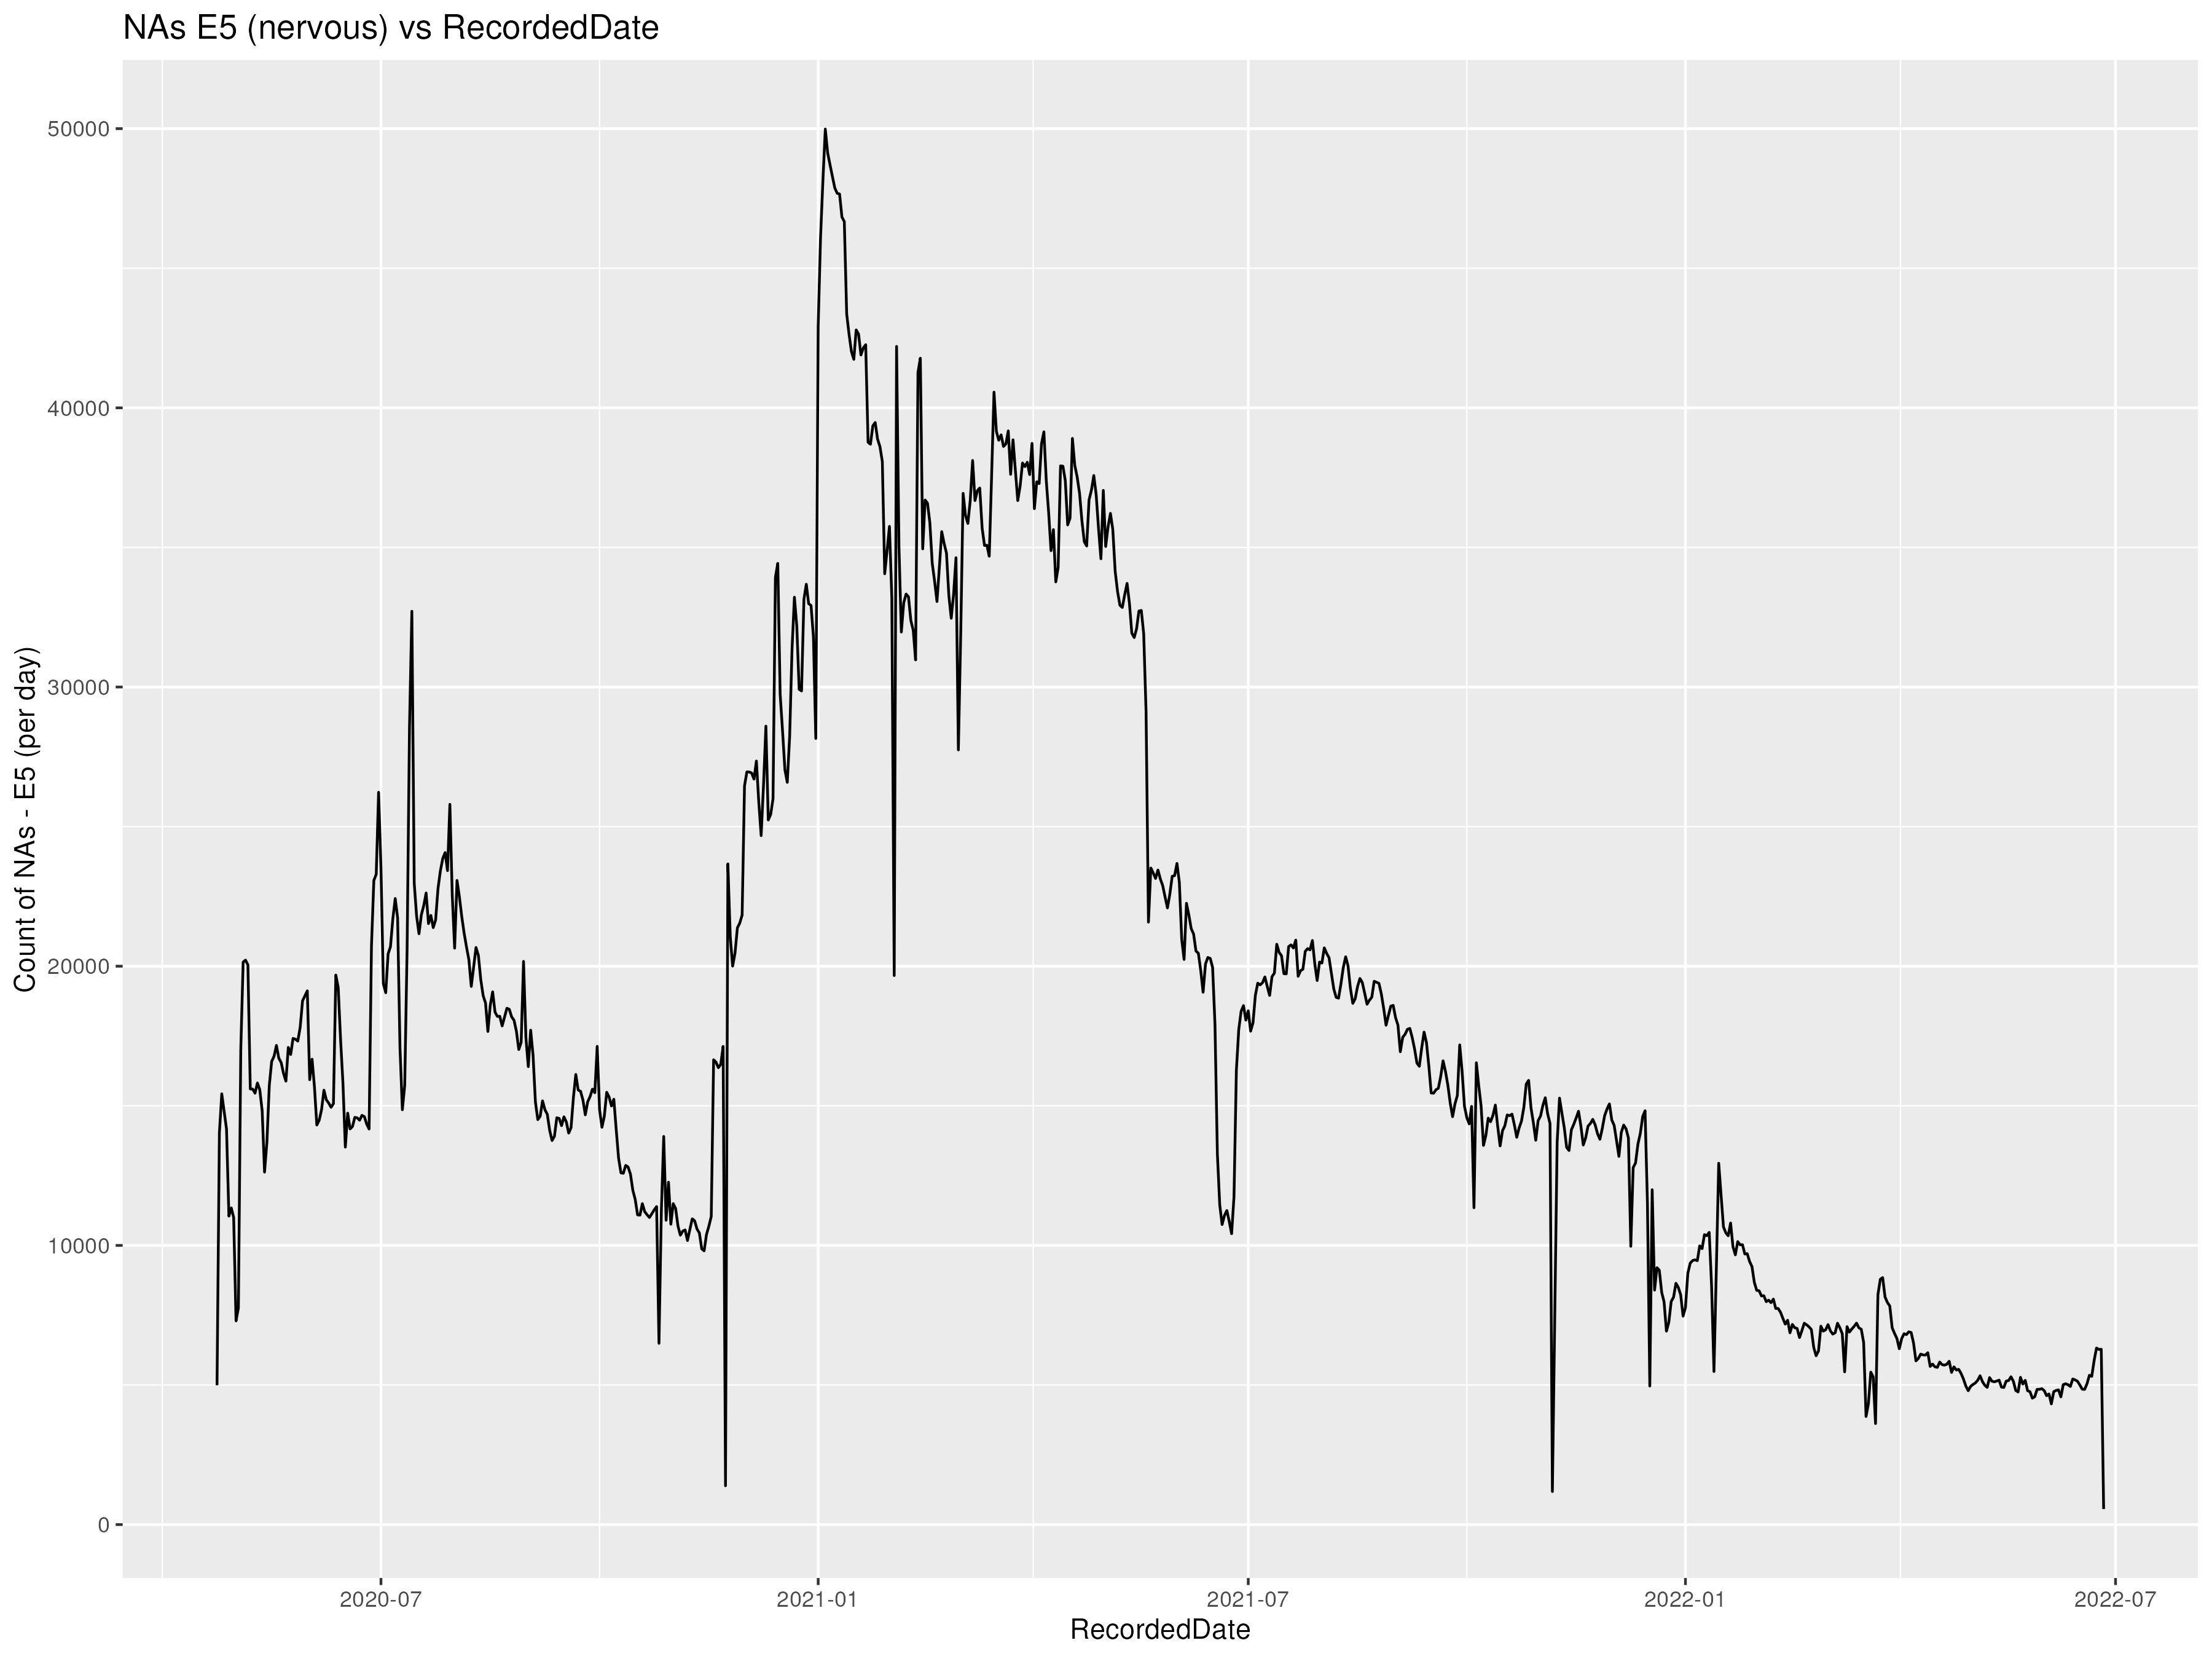 NAs E5 (nervous) vs RecordedDate
Count of NAs - E5 (per day)
50000
40000
30000
20000
10000
0
2020-07 2021-01 2021-07 2022-01 2022-07
RecordedDate